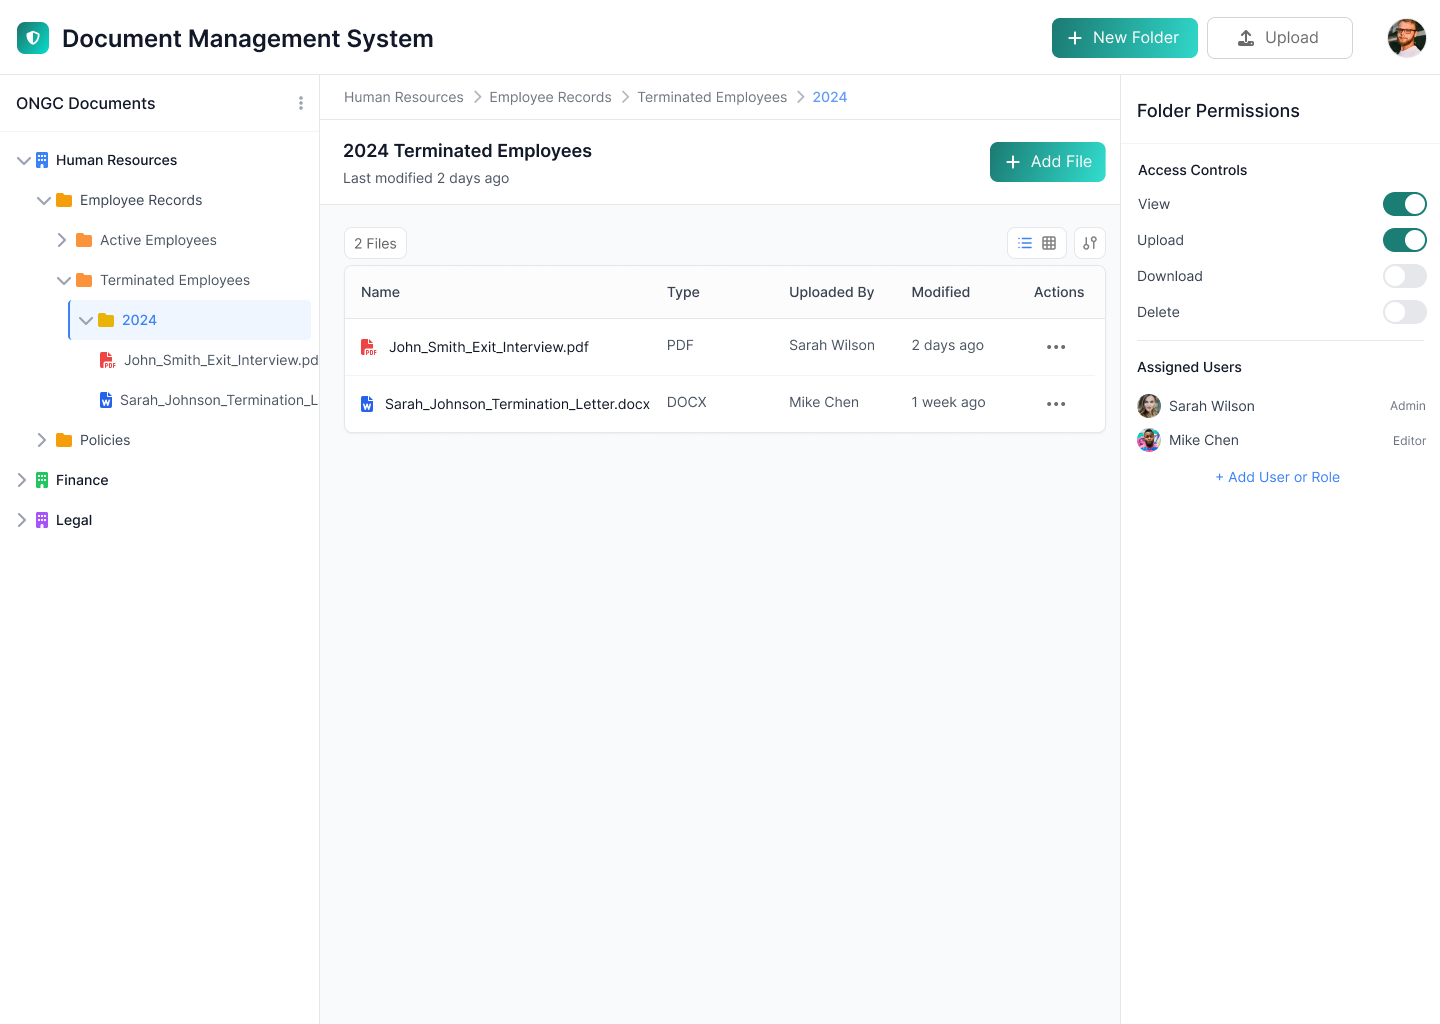 Document Management System
New Folder
Upload
ONGC Documents
Human Resources
Employee Records
Active Employees
Terminated Employees
2024
John_Smith_Exit_Interview.pd
Sarah_Johnson_Termination_L
Policies
Finance
Legal
Human Resources Employee Records Terminated Employees 2024
2024 Terminated Employees
Last modified 2 days ago
Add File
2 Files
Name Type Uploaded By Modified Actions
John_Smith_Exit_Interview.pdf PDF Sarah Wilson 2 days ago
Sarah_Johnson_Termination_Letter.docx DOCX Mike Chen 1 week ago
Folder Permissions
Access Controls
View
Upload
Download
Delete
Assigned Users
Sarah Wilson Admin
Mike Chen Editor
+ Add User or Role